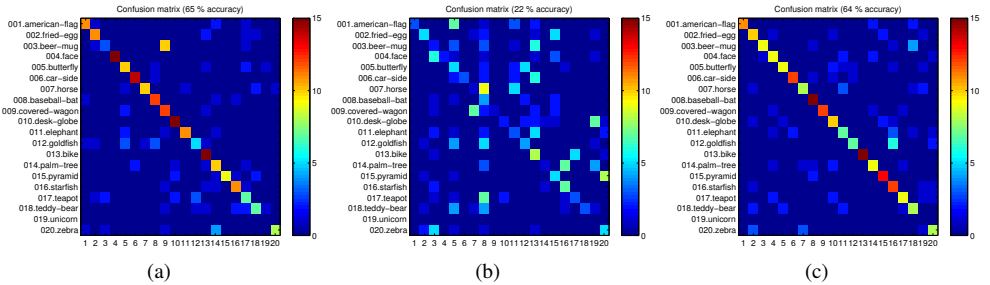 Confusion matrix (65 % accuracy)
001.american-flag
002.fried-egg
003.beer-mug
004.face
005.butterfly
006.car-side
007.horse
008.baseball-bat
009.covered-wagon
010.desk-globe
011.elephant
012.goldfish
013.bike
014.palm-tree
015.pyramid
016.starfish
017.teapot
018.teddy-bear
019.unicorn
020.zebra
1 2 3 4 5 6 7 8 9 10 11 12 13 14 15 16 17 18 19 20
15
10
5
0
(a)
Confusion matrix (22 % accuracy)
001.american-flag
002.fried-egg
003.beer-mug
004.face
005.butterfly
006.car-side
007.horse
008.baseball-bat
009.covered-wagon
010.desk-globe
011.elephant
012.goldfish
013.bike
014.palm-tree
015.pyramid
016.starfish
017.teapot
018.teddy-bear
019.unicorn
020.zebra
1 2 3 4 5 6 7 8 9 10 11 12 13 14 15 16 17 18 19 20
15
10
5
0
(b)
Confusion matrix (64 % accuracy)
001.american-flag
002.fried-egg
003.beer-mug
004.face
005.butterfly
006.car-side
007.horse
008.baseball-bat
009.covered-wagon
010.desk-globe
011.elephant
012.goldfish
013.bike
014.palm-tree
015.pyramid
016.starfish
017.teapot
018.teddy-bear
019.unicorn
020.zebra
1 2 3 4 5 6 7 8 9 10 11 12 13 14 15 16 17 18 19 20
15
10
5
0
(c)